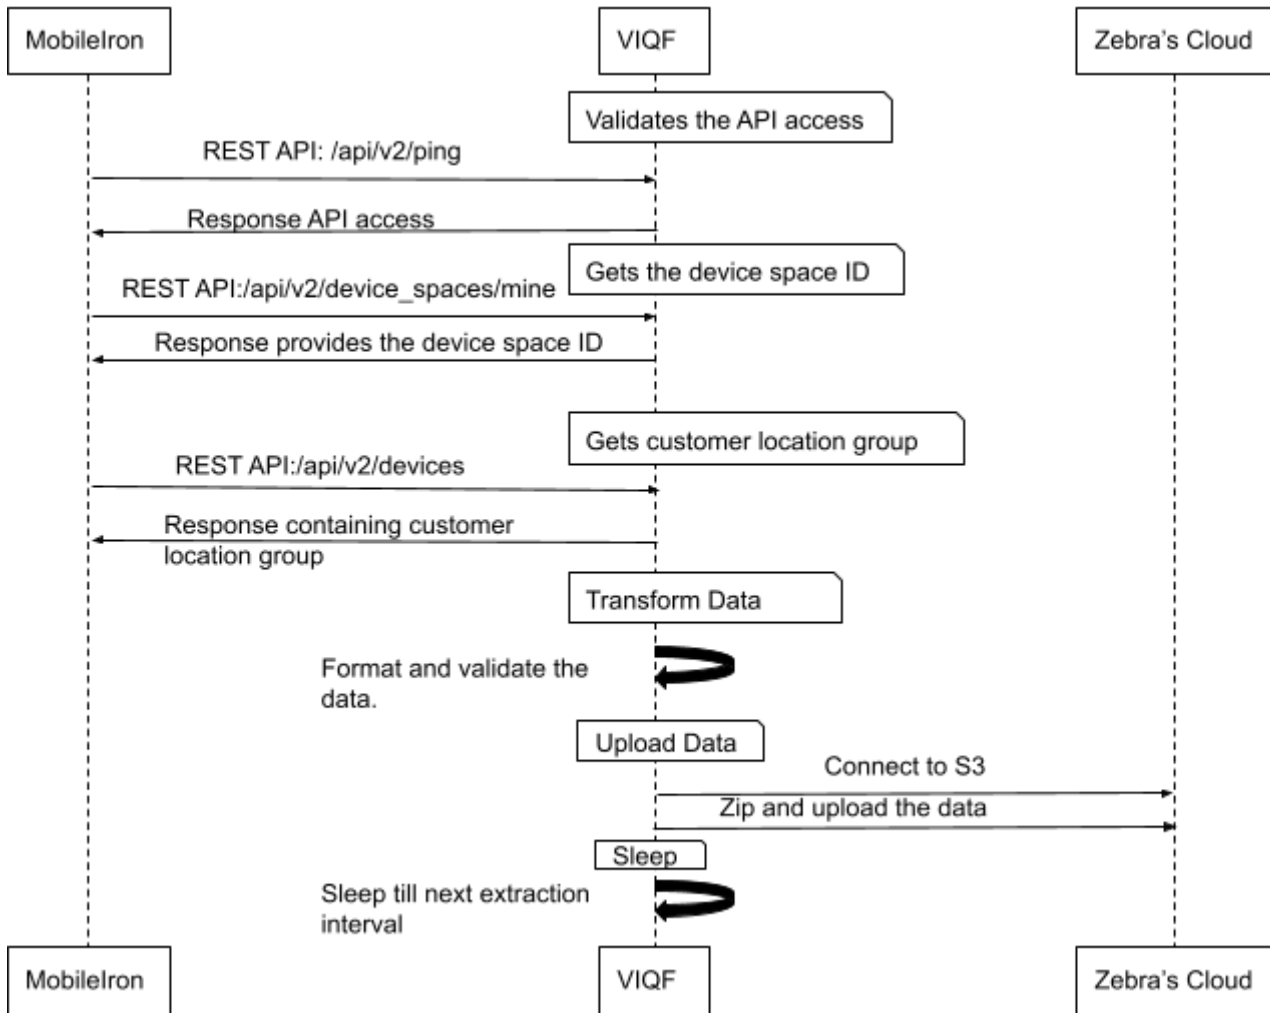 MobileIron
VIQF
Zebra's Cloud
Validates the API access
REST API: /api/v2/ping
Response API access
Gets the device space ID
REST API:/api/v2/device_spaces/mine
Response provides the device space ID
Gets customer location group
REST API:/api/v2/devices
Response containing customer
location group
Transform Data
Format and validate the
data.
Upload Data
Connect to S3
Zip and upload the data
Sleep
Sleep till next extraction
interval
MobileIron
VIQF
Zebra's Cloud